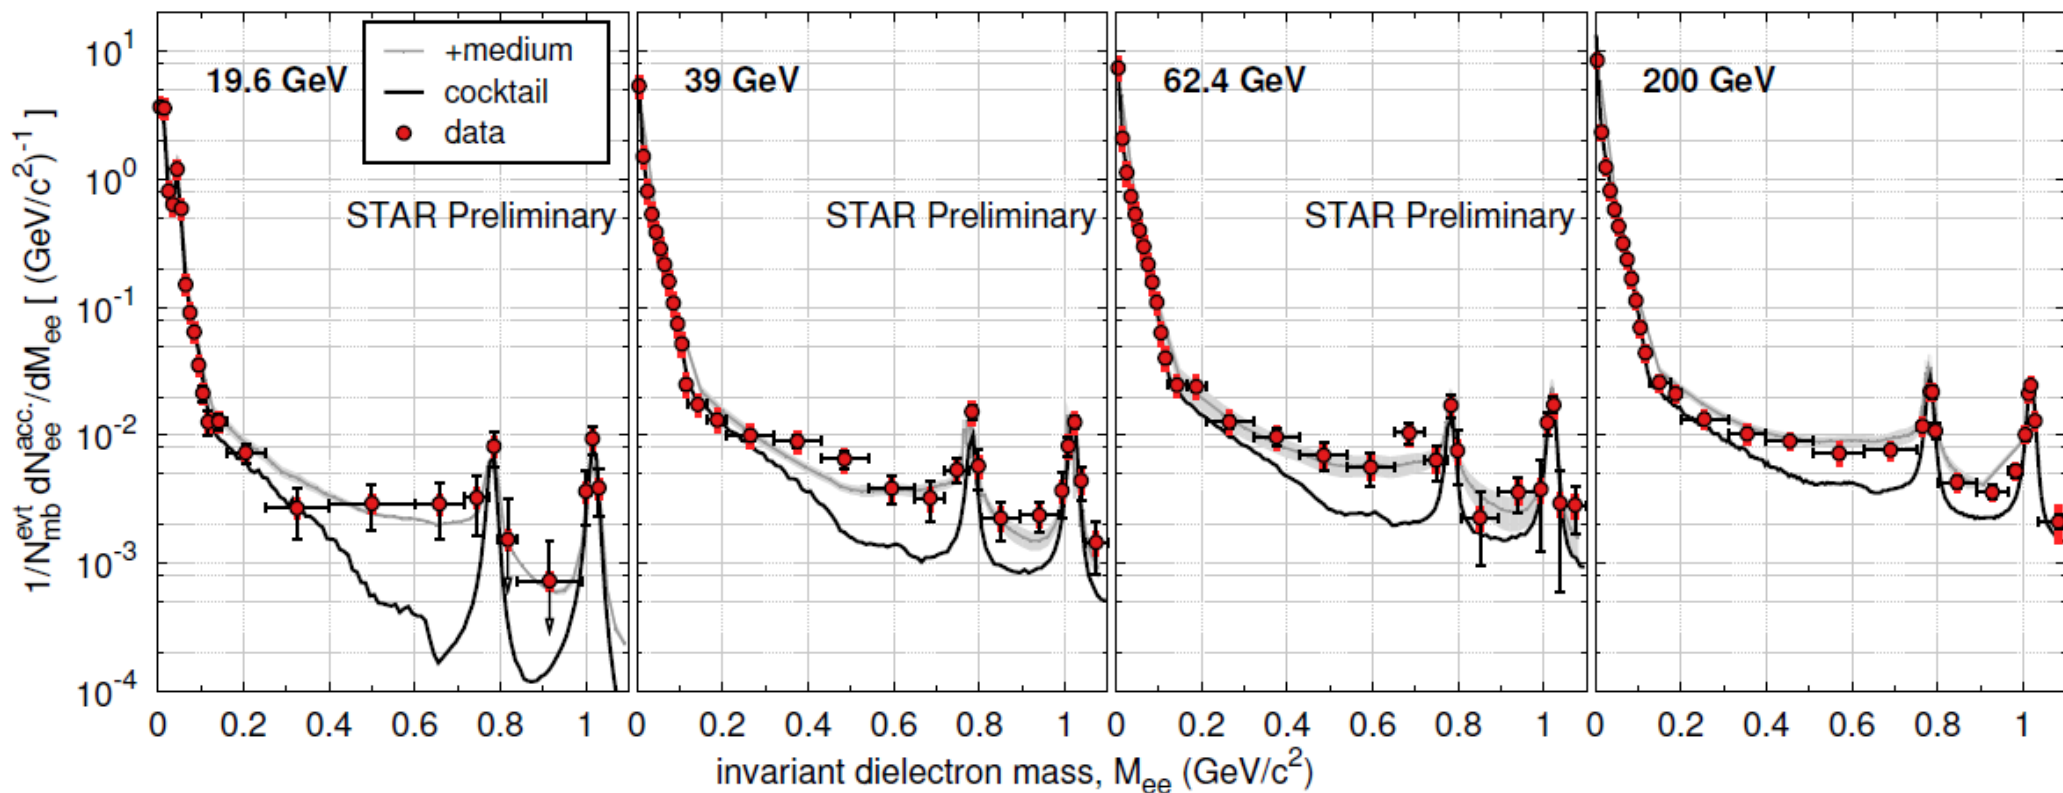 1/N_mb^evt dN_ee^acc./dM_ee [ (GeV/c^2)^-1 ]
10^1
10^0
10^-1
10^-2
10^-3
10^-4
19.6 GeV
+medium
cocktail
data
STAR Preliminary
39 GeV
STAR Preliminary
62.4 GeV
STAR Preliminary
200 GeV
0 0.2 0.4 0.6 0.8 1
0 0.2 0.4 0.6 0.8 1
0 0.2 0.4 0.6 0.8 1
0 0.2 0.4 0.6 0.8 1
invariant dielectron mass, M_ee (GeV/c^2)